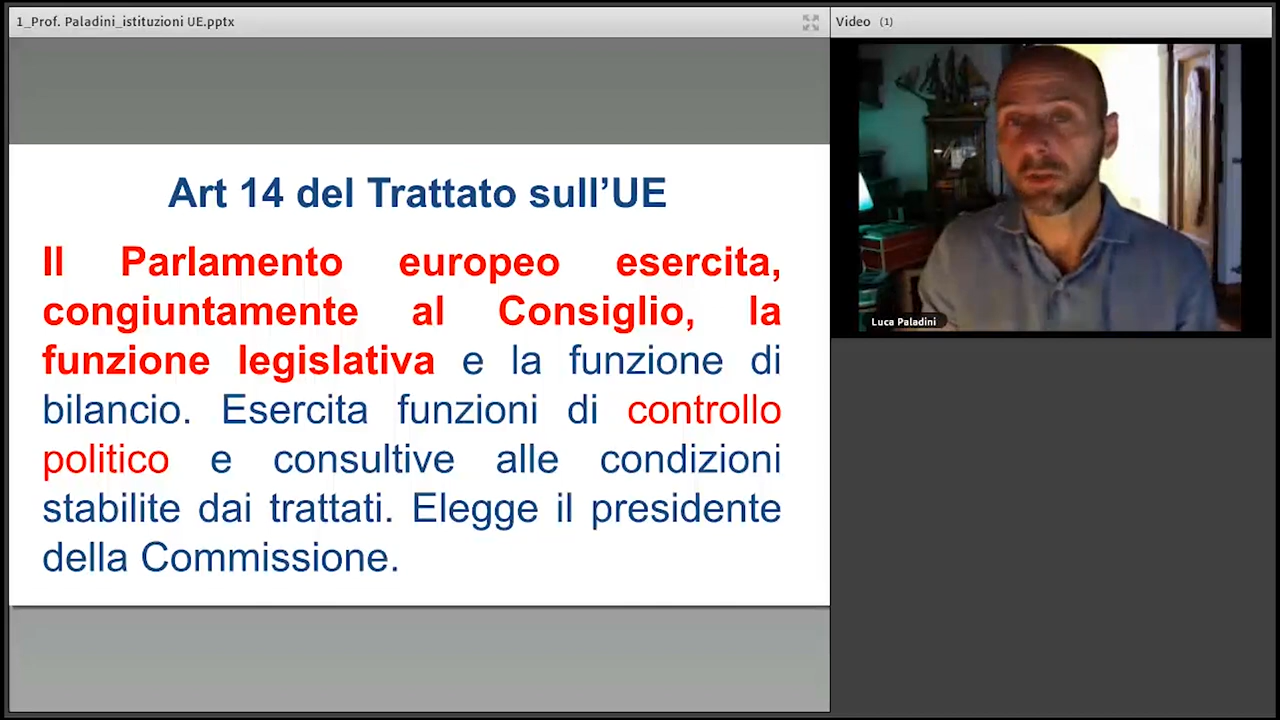 1_Prof. Paladini_istituzioni UE.pptx
Video (1)
Art 14 del Trattato sull’UE
Il Parlamento europeo esercita,
congiuntamente al Consiglio, la
funzione legislativa e la funzione di
bilancio. Esercita funzioni di controllo
politico e consultive alle condizioni
stabilite dai trattati. Elegge il presidente
della Commissione.
Luca Paladini